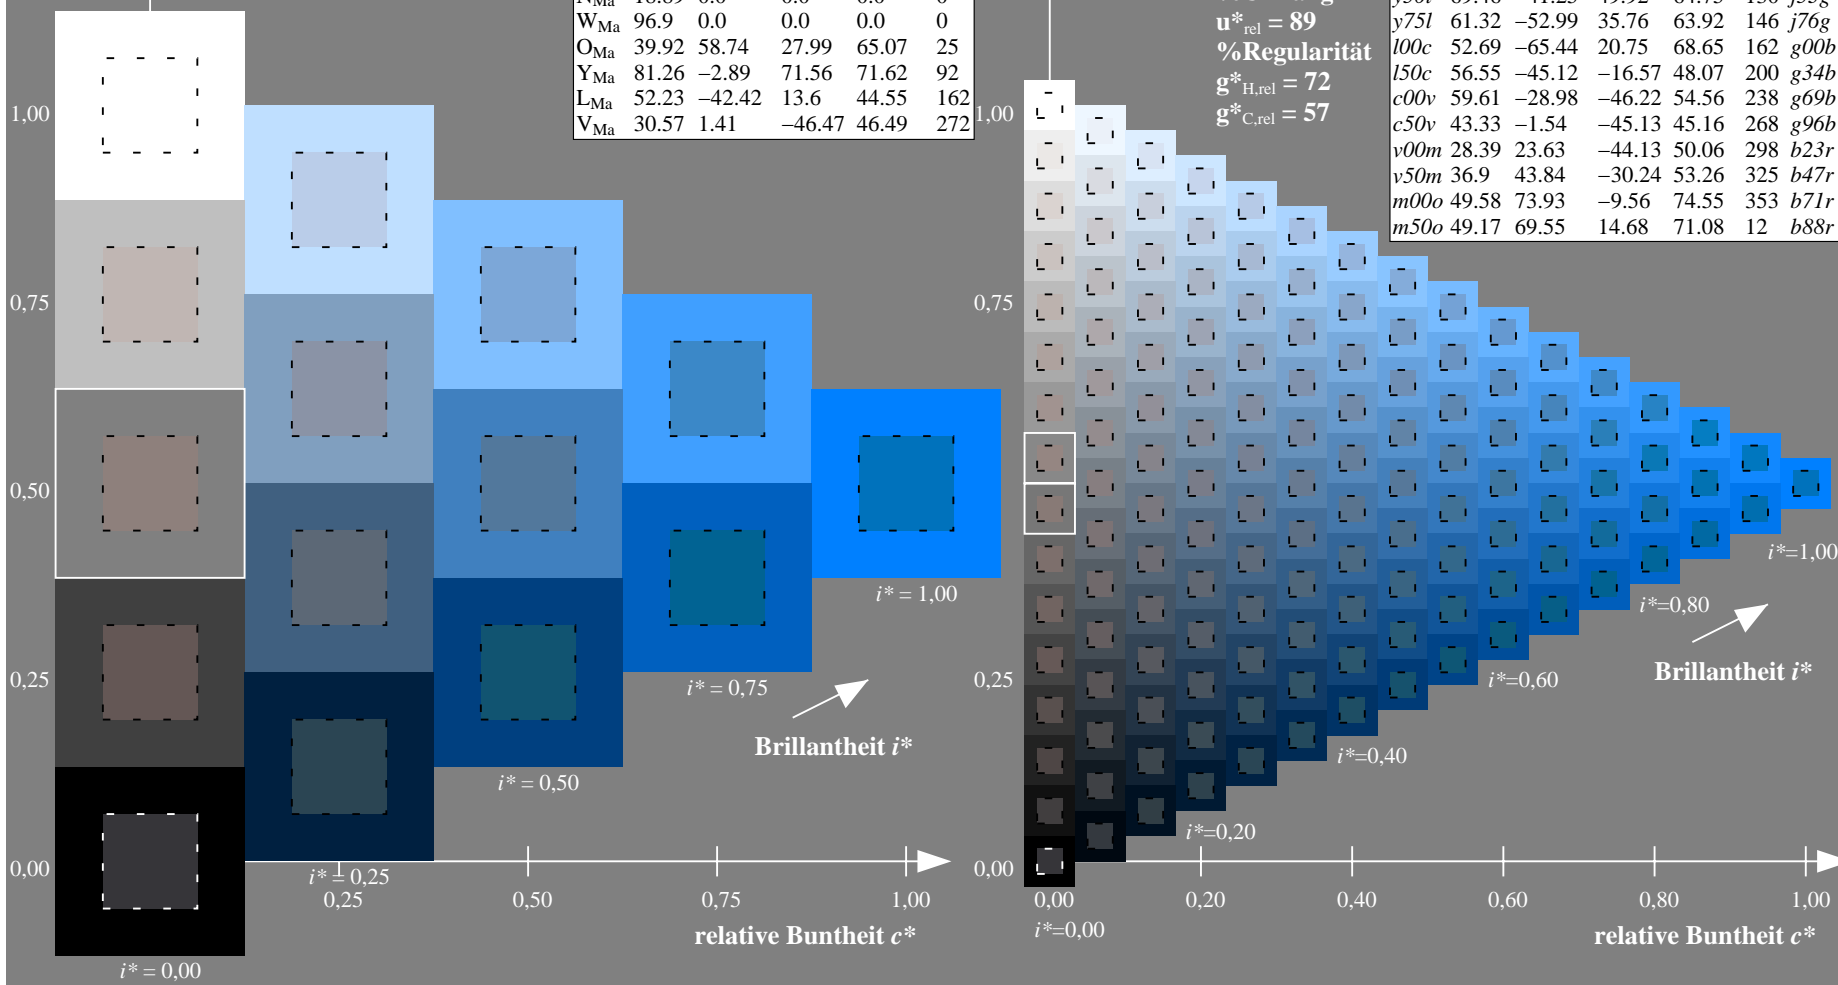 W_Ma 96.9 0.0 0.0 0.0 0
O_Ma 39.92 58.74 27.99 65.07 25
Y_Ma 81.26 −2.89 71.56 71.62 92
L_Ma 52.23 −42.42 13.6 44.55 162
V_Ma 30.57 1.41 −46.47 46.49 272
u*_rel = 89
%Regularität
g*_H,rel = 72
g*_C,rel = 57
y75l 61.32 −52.99 35.76 63.92 146 j76g
l00c 52.69 −65.44 20.75 68.65 162 g00b
l50c 56.55 −45.12 −16.57 48.07 200 g34b
c00v 59.61 −28.98 −46.22 54.56 238 g69b
c50v 43.33 −1.54 −45.13 45.16 268 g96b
v00m 28.39 23.63 −44.13 50.06 298 b23r
v50m 36.9 43.84 −30.24 53.26 325 b47r
m00o 49.58 73.93 −9.56 74.55 353 b71r
m50o 49.17 69.55 14.68 71.08 12 b88r
1,00
0,75
0,50
0,25
0,00
i* = 1,00
i* = 0,75
Brillantheit i*
i* = 0,50
i* = 0,25
0,25 0,50 0,75 1,00
relative Buntheit c*
i* = 0,00
1,00
0,75
0,50
0,25
0,00
i*=1,00
i*=0,80
Brillantheit i*
i*=0,60
i*=0,40
i*=0,20
0,00 0,20 0,40 0,60 0,80 1,00
i*=0,00
relative Buntheit c*